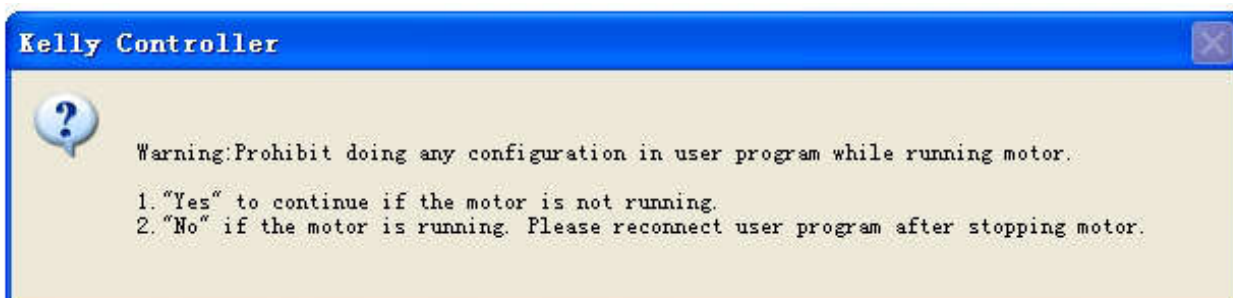 Kelly Controller
Warning:Prohibit doing any configuration in user program while running motor.
1."Yes" to continue if the motor is not running.
2."No" if the motor is running. Please reconnect user program after stopping motor.